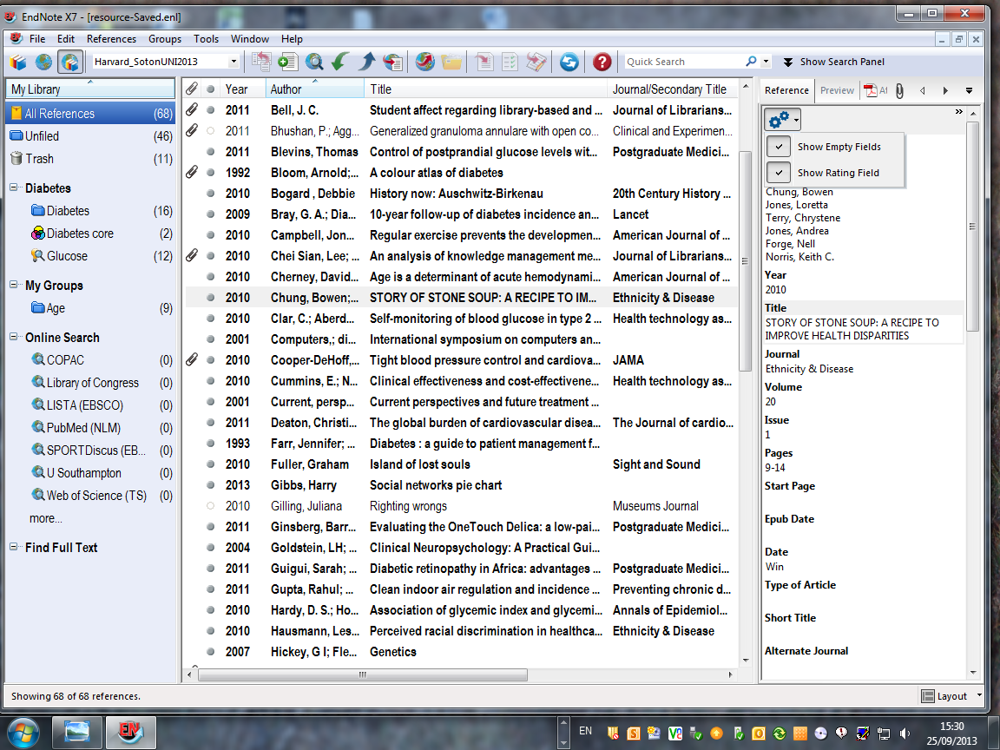 EndNote X7 - [resource-Saved.enl]
File Edit References Groups Tools Window Help
Harvard_SotonUNI2013 Quick Search Show Search Panel
My Library
All References (68)
Unfiled (46)
Trash (11)
Diabetes
Diabetes (16)
Diabetes core (2)
Glucose (12)
My Groups
Age (9)
Online Search
COPAC (0)
Library of Congress (0)
LISTA (EBSCO) (0)
PubMed (NLM) (0)
SPORTDiscus (EB... (0)
U Southampton (0)
Web of Science (TS) (0)
more...
Find Full Text
Year Author Title Journal/Secondary Title
2011 Bell, J. C. Student affect regarding library-based and ... Journal of Librarians...
2011 Bhushan, P.; Agg... Generalized granuloma annulare with open co... Clinical and Experimen...
2011 Blevins, Thomas Control of postprandial glucose levels wit... Postgraduate Medici...
1992 Bloom, Arnold;... A colour atlas of diabetes
2010 Bogard , Debbie History now: Auschwitz-Birkenau 20th Century History ...
2009 Bray, G. A.; Dia... 10-year follow-up of diabetes incidence an... Lancet
2010 Campbell, Jon... Regular exercise prevents the developmen... American Journal of ...
2010 Chei Sian, Lee; ... An analysis of knowledge management me... Journal of Librarians...
2010 Cherney, David... Age is a determinant of acute hemodynami... American Journal of ...
2010 Chung, Bowen;... STORY OF STONE SOUP: A RECIPE TO IM... Ethnicity & Disease
2010 Clar, C.; Aberd... Self-monitoring of blood glucose in type 2 ... Health technology as...
2001 Computers,; di... International symposium on computers an...
2010 Cooper-DeHoff,... Tight blood pressure control and cardiova... JAMA
2010 Cummins, E.; N... Clinical effectiveness and cost-effectivene... Health technology as...
2001 Current, persp... Current perspectives and future treatment ...
2011 Deaton, Christi... The global burden of cardiovascular disea... The Journal of cardio...
1993 Farr, Jennifer; ... Diabetes : a guide to patient management f...
2010 Fuller, Graham Island of lost souls Sight and Sound
2013 Gibbs, Harry Social networks pie chart
2010 Gilling, Juliana Righting wrongs Museums Journal
2011 Ginsberg, Barr... Evaluating the OneTouch Delica: a low-pai... Postgraduate Medici...
2004 Goldstein, LH; ... Clinical Neuropsychology: A Practical Gui...
2011 Guigui, Sarah; ... Diabetic retinopathy in Africa: advantages ... Postgraduate Medici...
2011 Gupta, Rahul; ... Clean indoor air regulation and incidence ... Preventing chronic d...
2010 Hardy, D. S.; Ho... Association of glycemic index and glycemi... Annals of Epidemiol...
2010 Hausmann, Les... Perceived racial discrimination in healthca... Ethnicity & Disease
2007 Hickey, G I; Fle... Genetics
Reference Preview At
Show Empty Fields
Show Rating Field
Chung, Bowen
Jones, Loretta
Terry, Chrystene
Jones, Andrea
Forge, Nell
Norris, Keith C.
Year
2010
Title
STORY OF STONE SOUP: A RECIPE TO
IMPROVE HEALTH DISPARITIES
Journal
Ethnicity & Disease
Volume
20
Issue
1
Pages
9-14
Start Page
Epub Date
Date
Win
Type of Article
Short Title
Alternate Journal
Showing 68 of 68 references.
Layout
EN
EN
15:30
25/09/2013